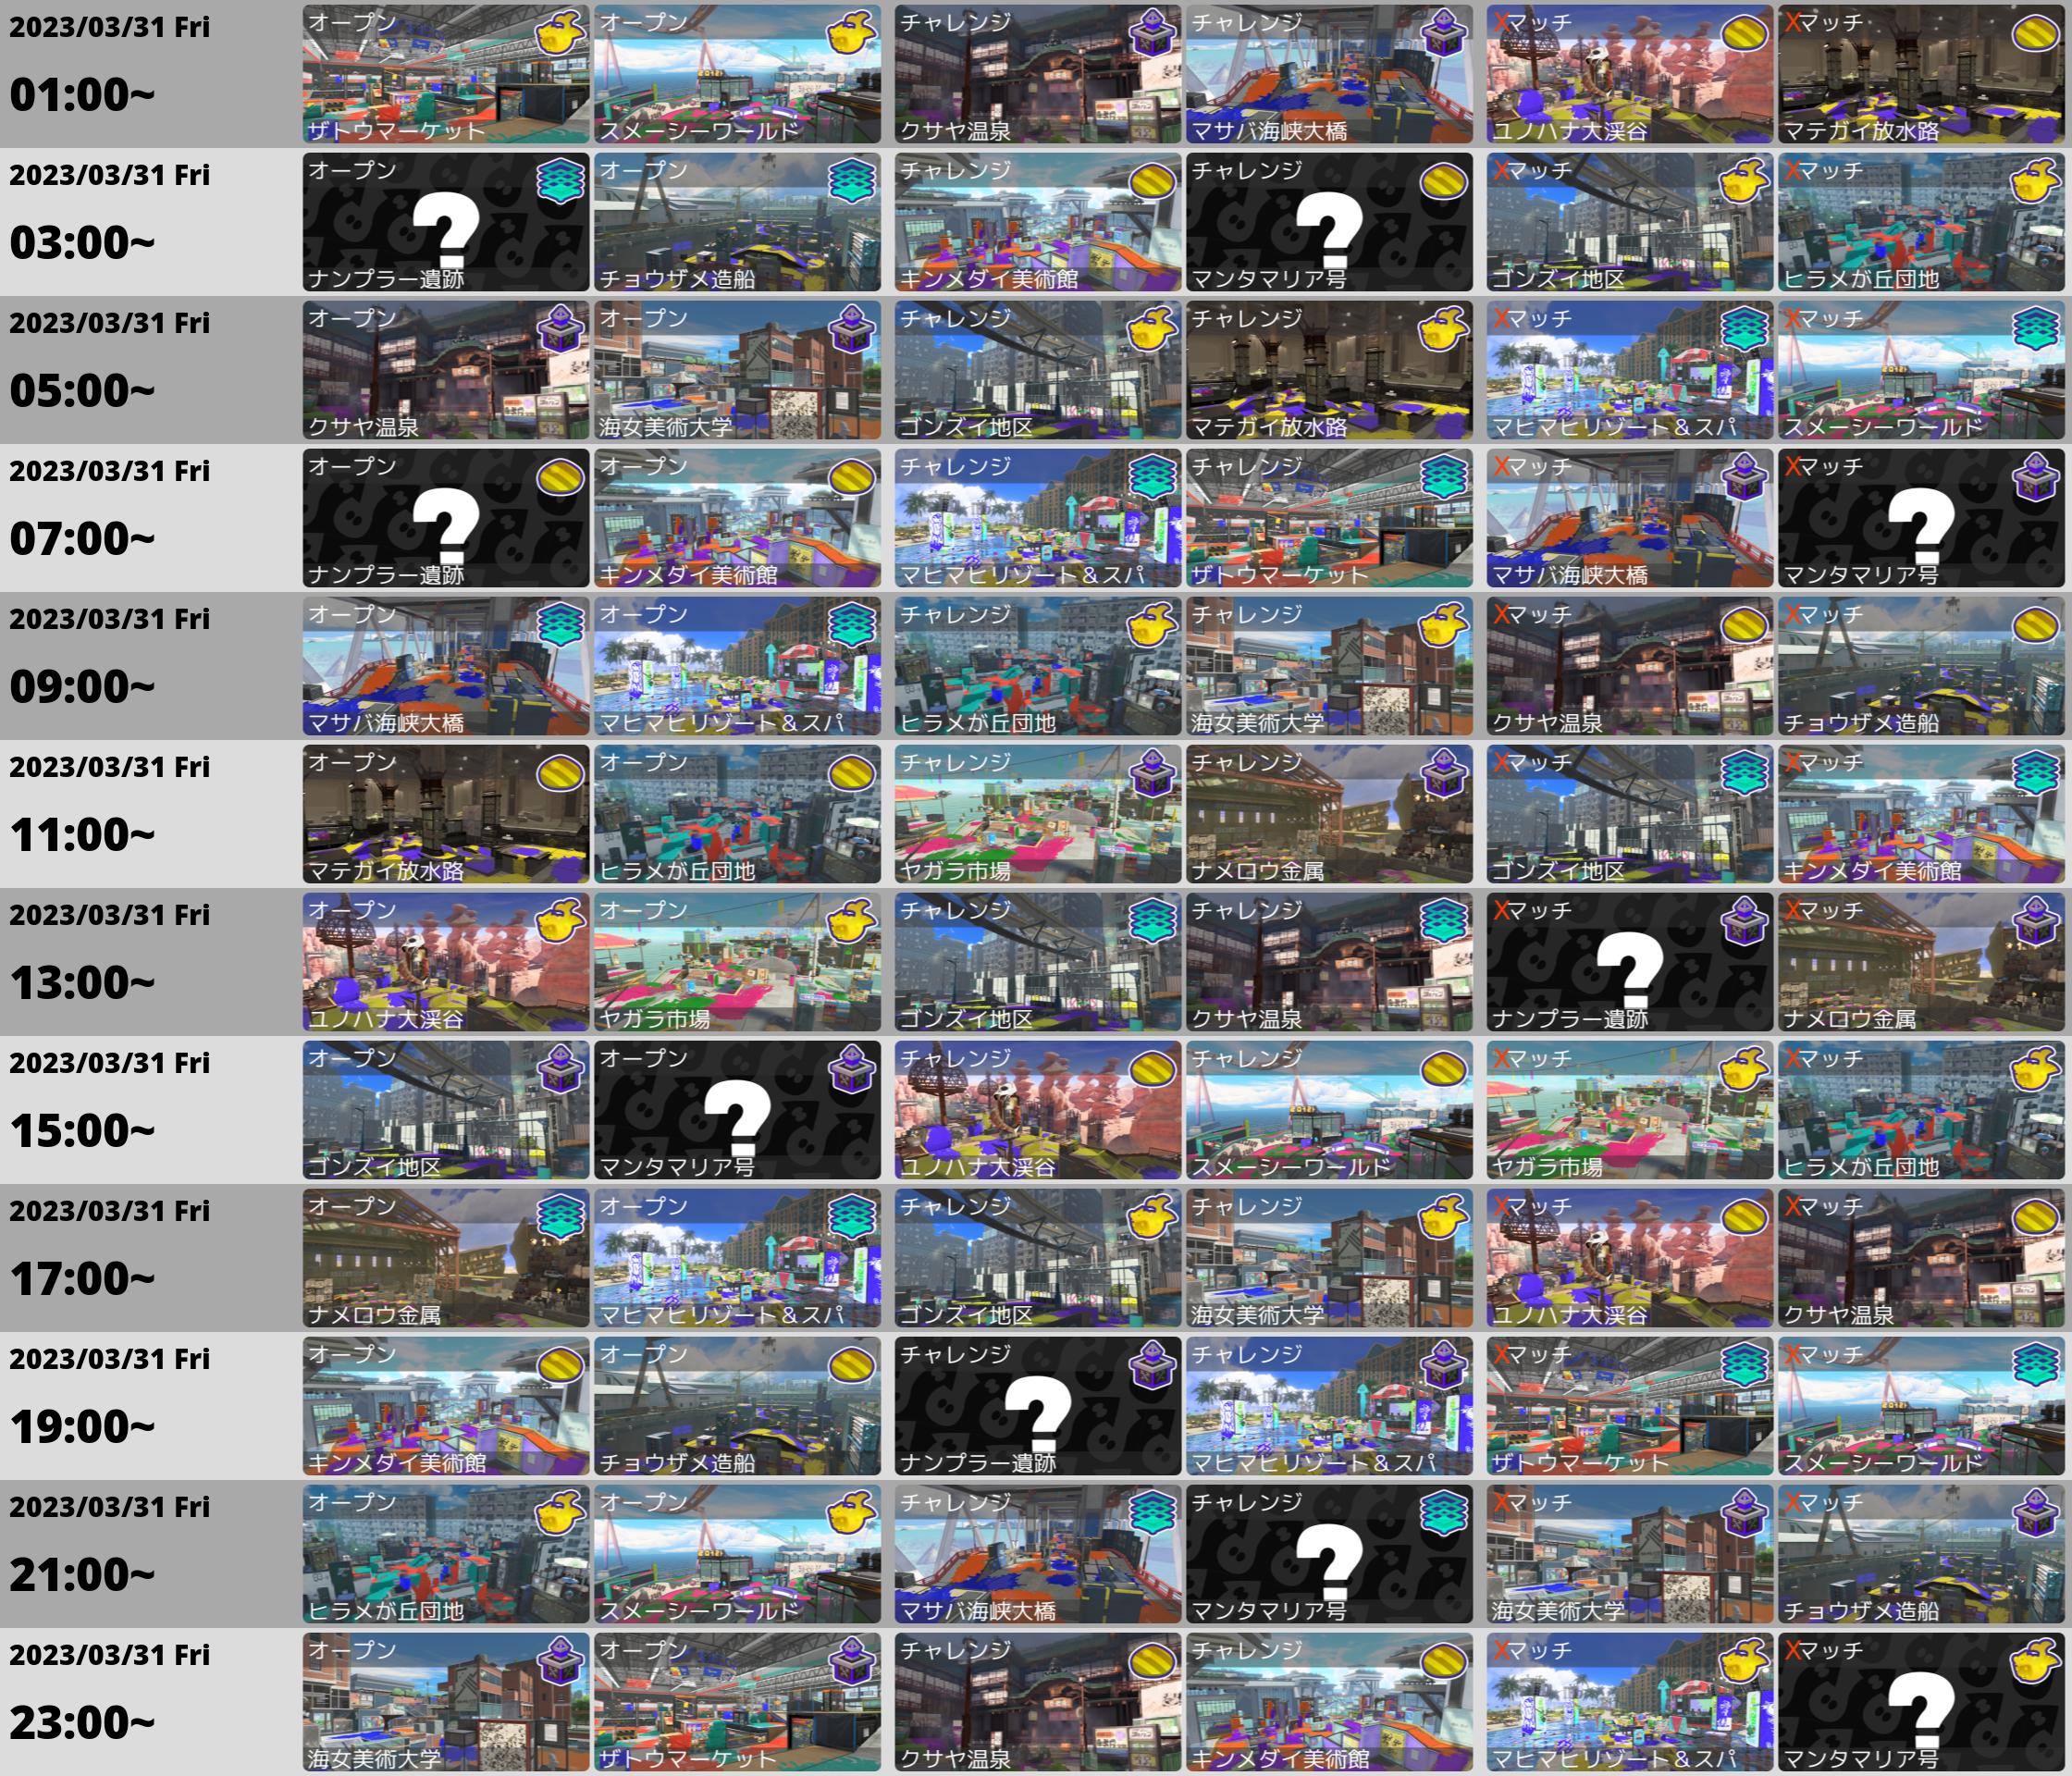 2023/03/31 Fri
01:00~
オープン
ザトウマーケット
オープン
スメーシーワールド
チャレンジ
クサヤ温泉
チャレンジ
マサバ海峡大橋
Xマッチ
ユノハナ大渓谷
Xマッチ
マテガイ放水路
2023/03/31 Fri
03:00~
オープン
?
ナンプラー遺跡
オープン
チョウザメ造船
チャレンジ
キンメダイ美術館
チャレンジ
?
マンタマリア号
Xマッチ
ゴンズイ地区
Xマッチ
ヒラメが丘団地
2023/03/31 Fri
05:00~
オープン
クサヤ温泉
オープン
海女美術大学
チャレンジ
ゴンズイ地区
チャレンジ
マテガイ放水路
Xマッチ
マヒマヒリゾート&スパ
Xマッチ
スメーシーワールド
2023/03/31 Fri
07:00~
オープン
?
ナンプラー遺跡
オープン
キンメダイ美術館
チャレンジ
マヒマヒリゾート&スパ
チャレンジ
ザトウマーケット
Xマッチ
マサバ海峡大橋
Xマッチ
?
マンタマリア号
2023/03/31 Fri
09:00~
オープン
マサバ海峡大橋
オープン
マヒマヒリゾート&スパ
チャレンジ
ヒラメが丘団地
チャレンジ
海女美術大学
Xマッチ
クサヤ温泉
Xマッチ
チョウザメ造船
2023/03/31 Fri
11:00~
オープン
マテガイ放水路
オープン
ヒラメが丘団地
チャレンジ
ヤガラ市場
チャレンジ
ナメロウ金属
Xマッチ
ゴンズイ地区
Xマッチ
キンメダイ美術館
2023/03/31 Fri
13:00~
オープン
ユノハナ大渓谷
オープン
ヤガラ市場
チャレンジ
ゴンズイ地区
チャレンジ
クサヤ温泉
Xマッチ
?
ナンプラー遺跡
Xマッチ
ナメロウ金属
2023/03/31 Fri
15:00~
オープン
ゴンズイ地区
オープン
?
マンタマリア号
チャレンジ
ユノハナ大渓谷
チャレンジ
スメーシーワールド
Xマッチ
ヤガラ市場
Xマッチ
ヒラメが丘団地
2023/03/31 Fri
17:00~
オープン
ナメロウ金属
オープン
マヒマヒリゾート&スパ
チャレンジ
ゴンズイ地区
チャレンジ
海女美術大学
Xマッチ
ユノハナ大渓谷
Xマッチ
クサヤ温泉
2023/03/31 Fri
19:00~
オープン
キンメダイ美術館
オープン
チョウザメ造船
チャレンジ
?
ナンプラー遺跡
チャレンジ
マヒマヒリゾート&スパ
Xマッチ
ザトウマーケット
Xマッチ
スメーシーワールド
2023/03/31 Fri
21:00~
オープン
ヒラメが丘団地
オープン
スメーシーワールド
チャレンジ
マサバ海峡大橋
チャレンジ
?
マンタマリア号
Xマッチ
海女美術大学
Xマッチ
チョウザメ造船
2023/03/31 Fri
23:00~
オープン
海女美術大学
オープン
ザトウマーケット
チャレンジ
クサヤ温泉
チャレンジ
キンメダイ美術館
Xマッチ
マヒマヒリゾート&スパ
Xマッチ
?
マンタマリア号